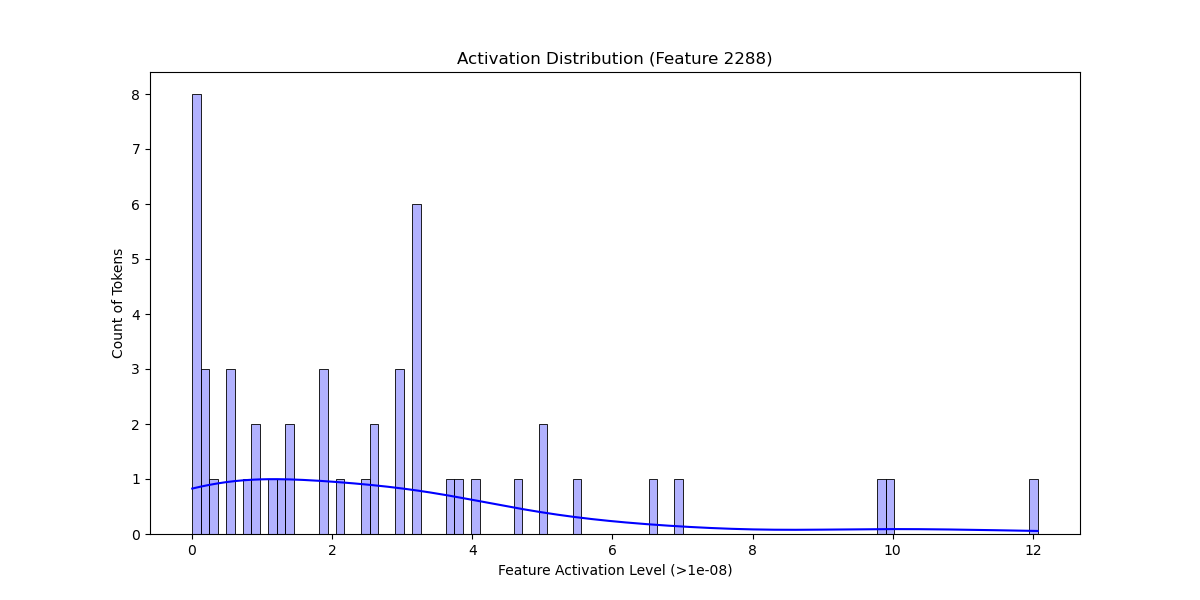 Activation Distribution (Feature 2288)
8
7
6
5
4
3
2
1
0
Count of Tokens
0 2 4 6 8 10 12
Feature Activation Level (>1e-08)